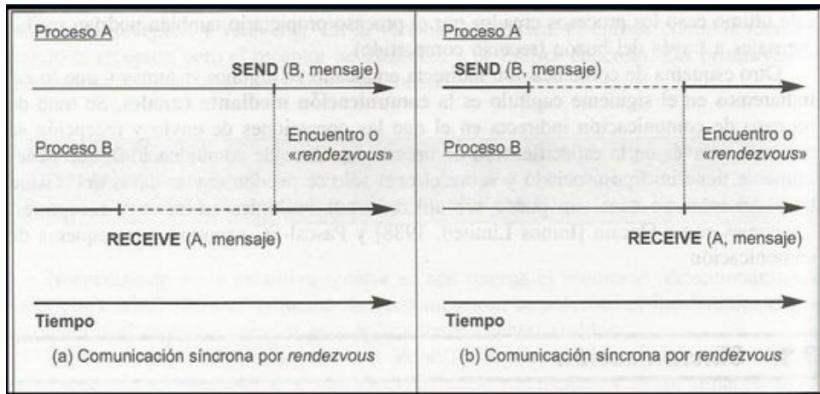 Proceso A
SEND (B, mensaje)
Proceso B
Encuentro
«rendezvous»
RECEIVE (A, mensaje)
Tiempo
(a) Comunicación síncrona por rendezvous
Proceso A
SEND (B, mensaje)
Proceso B
Encuentro
«rendezvous»
RECEIVE (A, mensaje)
Tiempo
(b) Comunicación síncrona por rendezvous